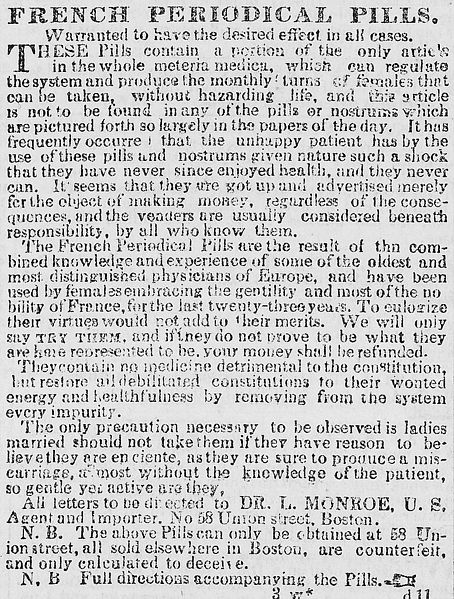 FRENCH PERIODICAL PILLS.
Warranted to have the desired effect in all cases.
THESE Pills contain a portion of the only article
in the whole meteria medica, which can regulate
the system and produce the monthly turns of females that
can be taken, without hazarding life, and this article
is not to be found in any of the pills or nostrums which
are pictured forth so largely in the papers of the day. It has
frequently occurre that the unhappy patient has by the
use of these pills and nostrums given nature such a shock
that they have never since enjoyed health, and they never
can. It seems that they are got up and advertised merely
for the object of making money, regardless of the conse-
quences, and the venders are usually considered beneath
responsibility, by all who know them.
The French Periodical Pills are the result of thn com-
bined knowledge and experience of some of the oldest and
most distinguished physicians of Europe, and have been
used by females embracing the gentility and most of the no
bility of France, for the last twenty-three years. To eulogize
their virtues would not add to their merits. We will only
say TRY THEM, and if they do not prove to be what they
are here represented to be, your money shall be refunded.
They contain no medicine detrimental to the constitution,
but restore all debilitated constitutions to their wonted
energy and healthfulness by removing from the system
every impurity.
The only precaution necessary to be observed is ladies
married should not take them if they have reason to be-
lieve they are en ciente, as they are sure to produce a mis-
carriage, almost without the knowledge of the patient,
so gentle yet active are they,
All letters to be directed to DR. L. MONROE, U. S.
Agent and Importer. No 58 Union street, Boston.
N. B. The above Pills can only be obtained at 58 Un-
ion street, all sold elsewhere in Boston, are counterfeit,
and only calculated to deceive.
N, B Full directions accompanying the Pills.
3 w* d 11